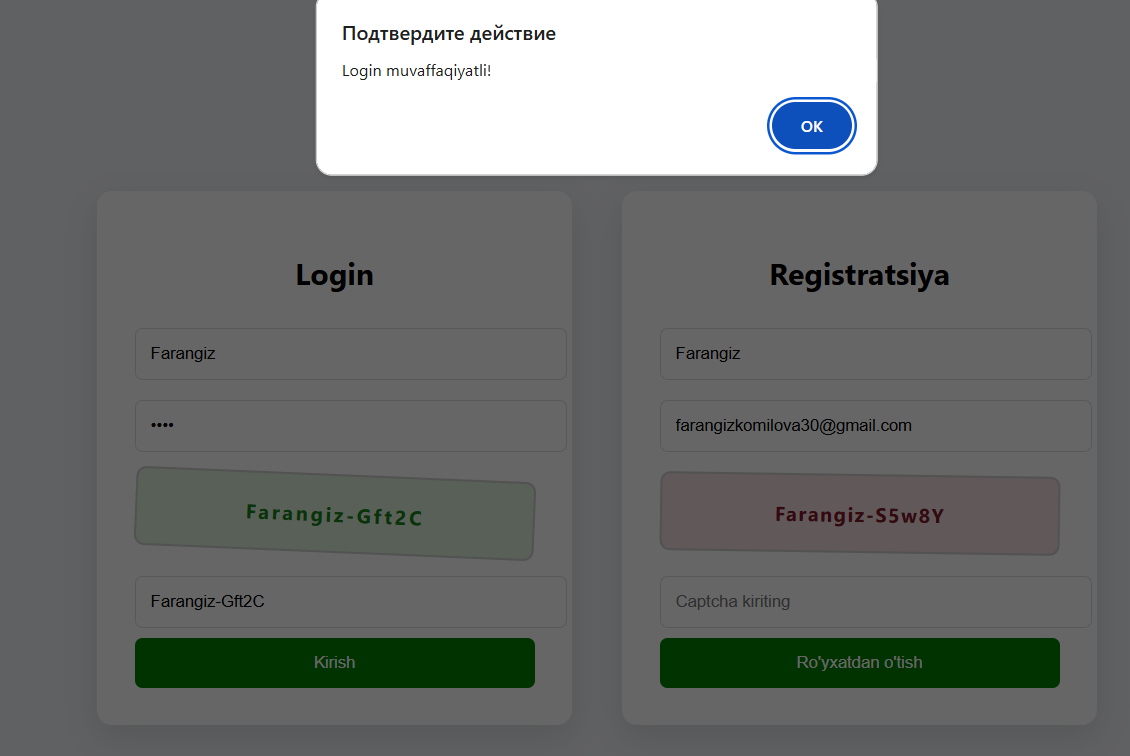 Подтвердите действие
Login muvaffaqiyatli!
OK
Login
Farangiz
••••
Farangiz-Gft2C
Farangiz-Gft2C
Kirish
Registratsiya
Farangiz
farangizkomilova30@gmail.com
Farangiz-S5w8Y
Captcha kiriting
Ro'yxatdan o'tish